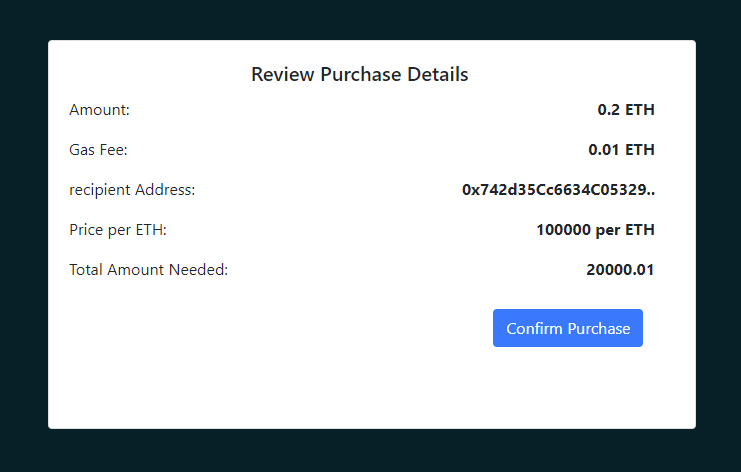 Review Purchase Details
Amount: 0.2 ETH
Gas Fee: 0.01 ETH
recipient Address: 0x742d35Cc6634C05329..
Price per ETH: 100000 per ETH
Total Amount Needed: 20000.01
Confirm Purchase